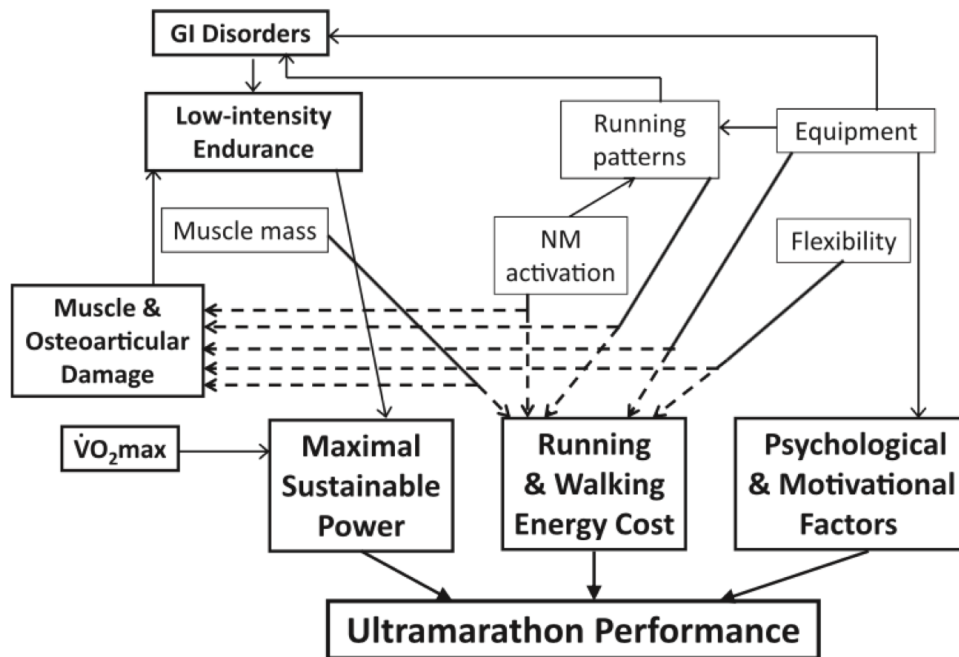 GI Disorders
Low-intensity
Endurance
Running
patterns
Equipment
Muscle mass
NM
activation
Flexibility
Muscle &
Osteoarticular
Damage
V̇O₂max
Maximal
Sustainable
Power
Running
& Walking
Energy Cost
Psychological
& Motivational
Factors
Ultramarathon Performance